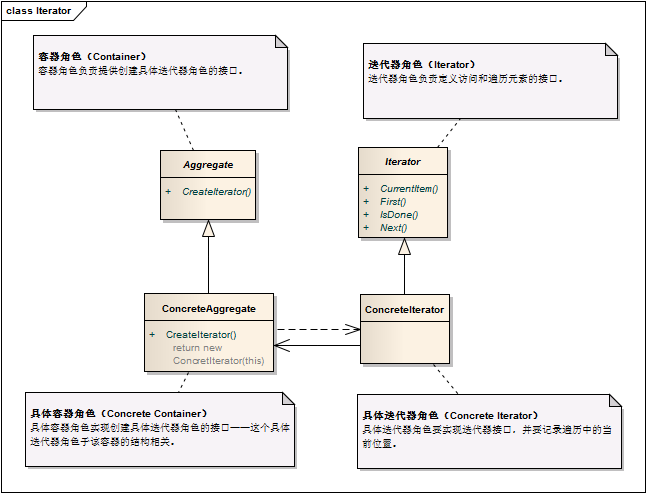 class Iterator
容器角色（Container）
容器角色负责提供创建具体迭代器角色的接口。
迭代器角色（Iterator）
迭代器角色负责定义访问和遍历元素的接口。
Aggregate
+ CreateIterator()
Iterator
+ CurrentItem()
+ First()
+ IsDone()
+ Next()
ConcreteAggregate
+ CreateIterator()
return new
ConcretIterator(this)
ConcreteIterator
具体容器角色（Concrete Container）
具体容器角色实现创建具体迭代器角色的接口——这个具体
迭代器角色于该容器的结构相关。
具体迭代器角色（Concrete Iterator）
具体迭代器角色要实现迭代器接口，并要记录遍历中的当
前位置。